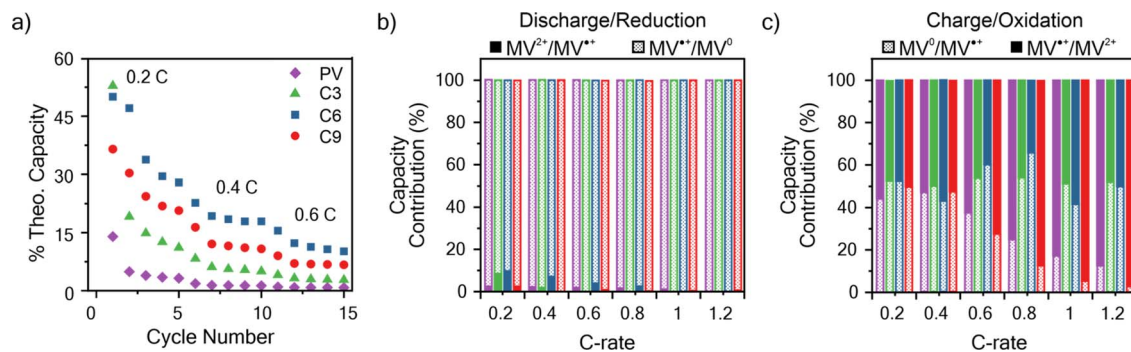 a)
60
45
30
15
0
% Theo. Capacity
0.2 C
0.4 C
0.6 C
PV
C3
C6
C9
0 5 10 15
Cycle Number
b)
Discharge/Reduction
MV²⁺/MV•⁺ MV•⁺/MV⁰
100
80
60
40
20
0
Capacity
Contribution (%)
0.2 0.4 0.6 0.8 1 1.2
C-rate
c)
Charge/Oxidation
MV⁰/MV•⁺ MV•⁺/MV²⁺
100
80
60
40
20
0
Capacity
Contribution (%)
0.2 0.4 0.6 0.8 1 1.2
C-rate